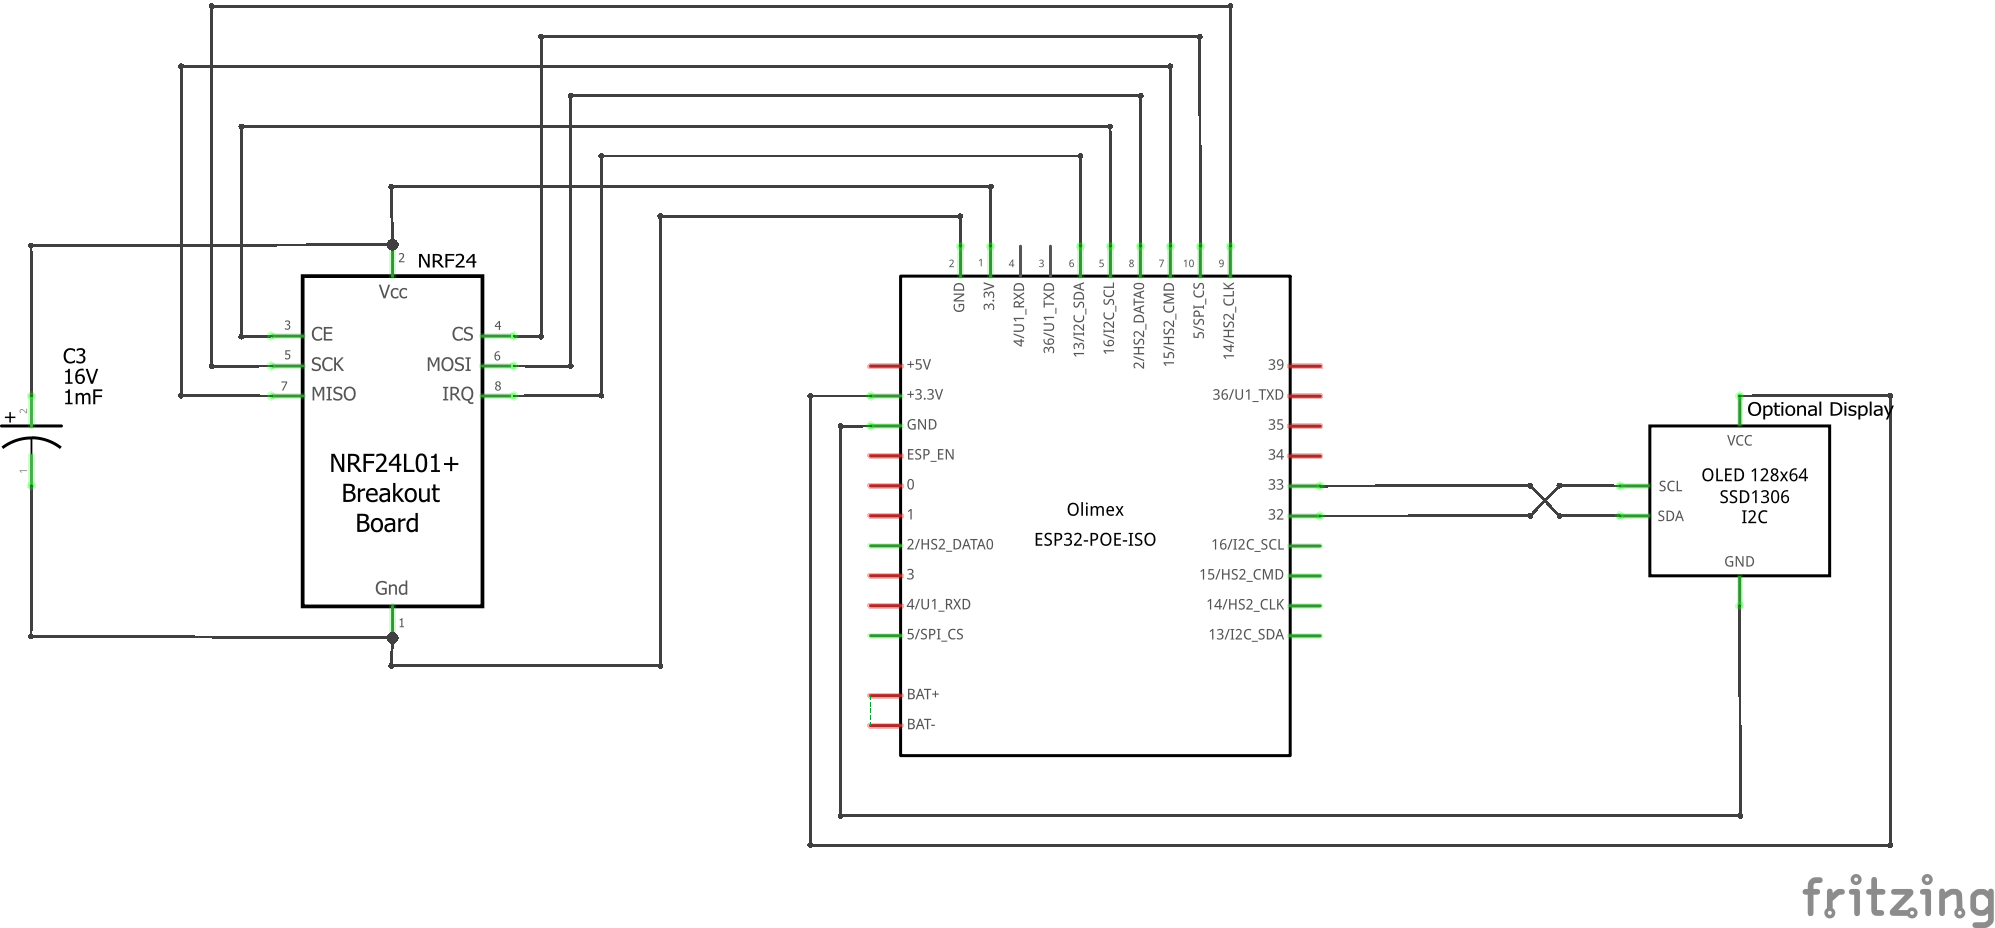 2
NRF24
Vcc
3
CE
CS
4
5
SCK
MOSI
6
7
MISO
IRQ
8
NRF24L01+
Breakout
Board
Gnd
1
C3
16V
1mF
+
2
1
2
1
4
3
6
5
8
7
10
9
GND
3.3V
4/U1_RXD
36/U1_TXD
13/I2C_SDA
16/I2C_SCL
2/HS2_DATA0
15/HS2_CMD
5/SPI_CS
14/HS2_CLK
+5V
+3.3V
GND
ESP_EN
0
1
2/HS2_DATA0
3
4/U1_RXD
5/SPI_CS
BAT+
BAT-
Olimex
ESP32-POE-ISO
39
36/U1_TXD
35
34
33
32
16/I2C_SCL
15/HS2_CMD
14/HS2_CLK
13/I2C_SDA
Optional Display
VCC
OLED 128x64
SSD1306
I2C
SCL
SDA
GND
fritzing